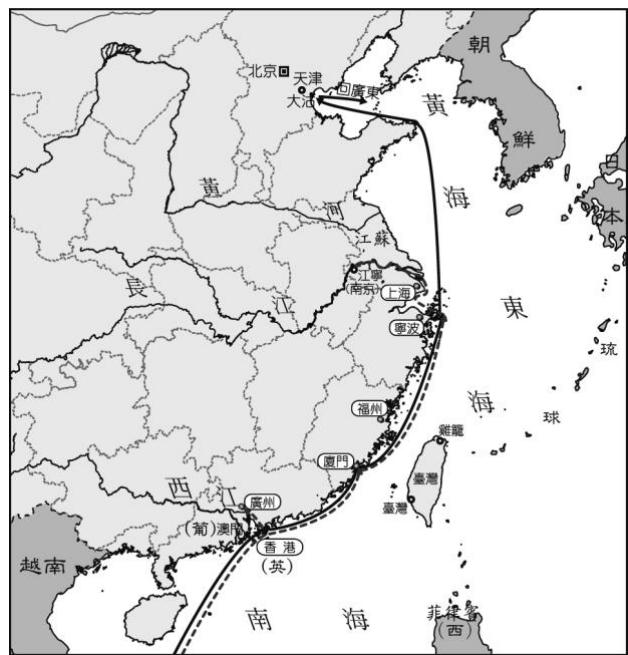 北京
天津
大沽
回廣東
朝
鮮
黃
海
日
本
黃
河
江蘇
江寧
(南京)
上海
長
江
寧波
東
海
琉
球
福州
雞籠
廈門
臺灣
臺灣
西
江
廣州
(葡)澳門
香港
(英)
越南
南
海
菲律賓
(西)